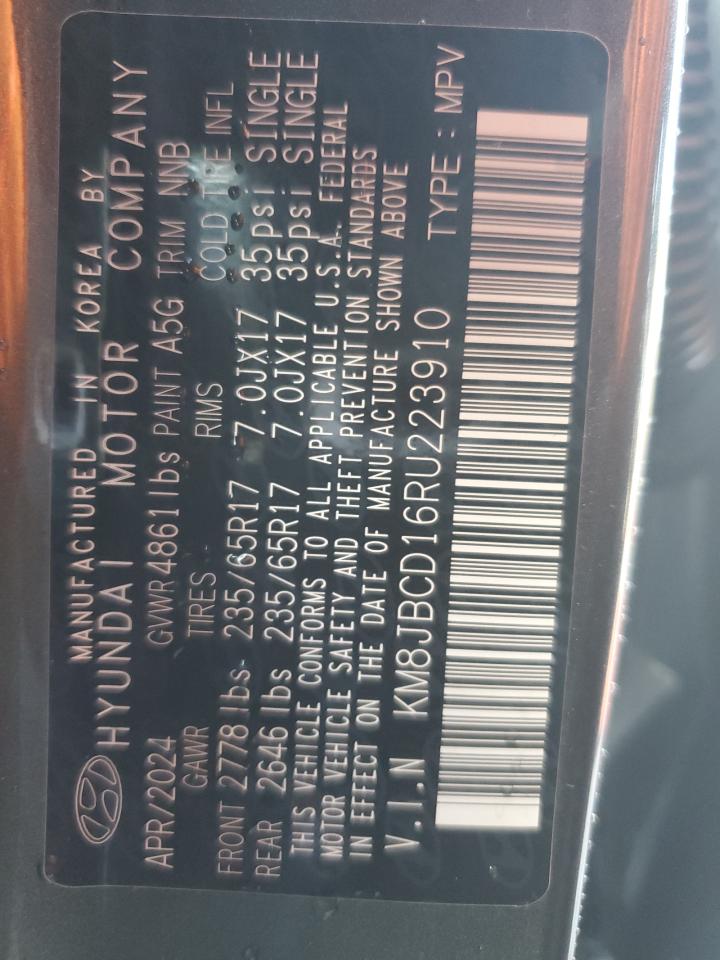 MANUFACTURED IN KOREA BY
HYUNDAI MOTOR COMPANY
APR/2024 GVWR 4861 lbs PAINT A5G TRIM NNB
GAWR TIRES RIMS COLD TIRE INFL
FRONT 2778 lbs 235/65R17 7.0JX17 35psi SINGLE
REAR 2646 lbs 235/65R17 7.0JX17 35psi SINGLE
THIS VEHICLE CONFORMS TO ALL APPLICABLE U.S.A. FEDERAL
MOTOR VEHICLE SAFETY AND THEFT PREVENTION STANDARDS
IN EFFECT ON THE DATE OF MANUFACTURE SHOWN ABOVE
V.I.N KM8JBCD16RU223910
TYPE : MPV